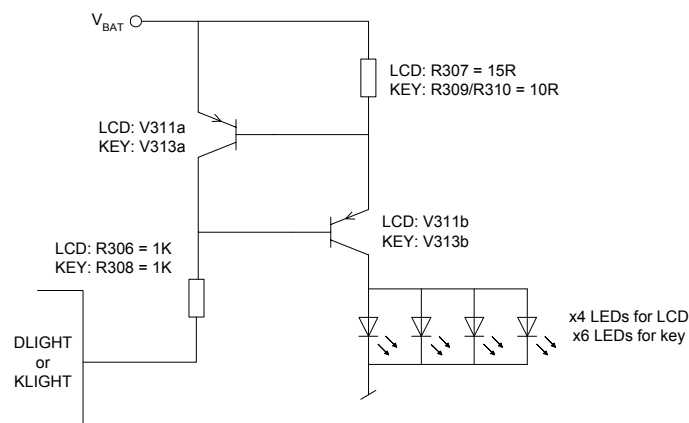 VBAT
LCD: R307 = 15R
KEY: R309/R310 = 10R
LCD: V311a
KEY: V313a
LCD: V311b
KEY: V313b
LCD: R306 = 1K
KEY: R308 = 1K
x4 LEDs for LCD
x6 LEDs for key
DLIGHT
or
KLIGHT